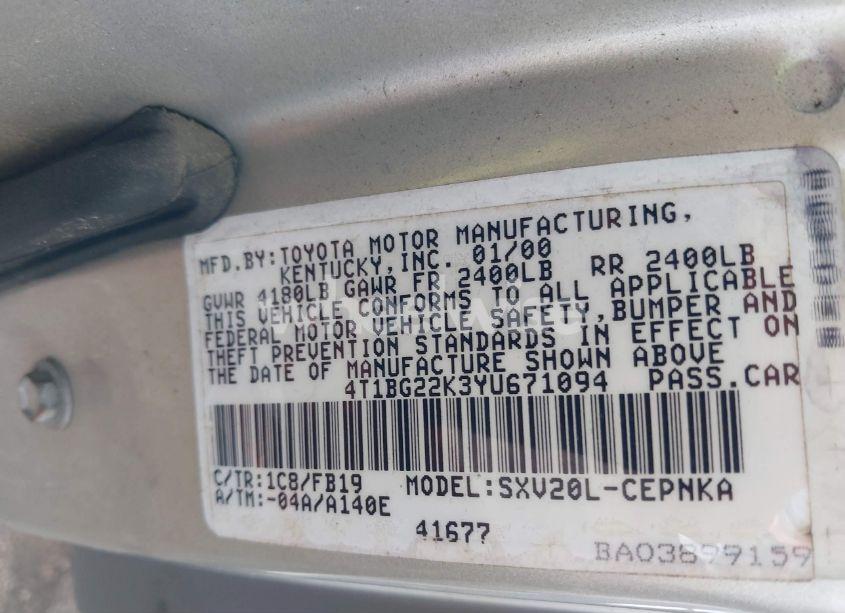 MFD.BY:TOYOTA MOTOR MANUFACTURING,
KENTUCKY,INC. 01/00
GVWR 4180LB GAWR FR 2400LB RR 2400LB
THIS VEHICLE CONFORMS TO ALL APPLICABLE
FEDERAL MOTOR VEHICLE SAFETY,BUMPER AND
THEFT PREVENTION STANDARDS IN EFFECT ON
THE DATE OF MANUFACTURE SHOWN ABOVE
4T1BG22K3YU671094 PASS.CAR
C/TR:1C8/FB19 MODEL:SXV20L-CEPNKA
A/TM:-04A/A140E
41677
BA03899159